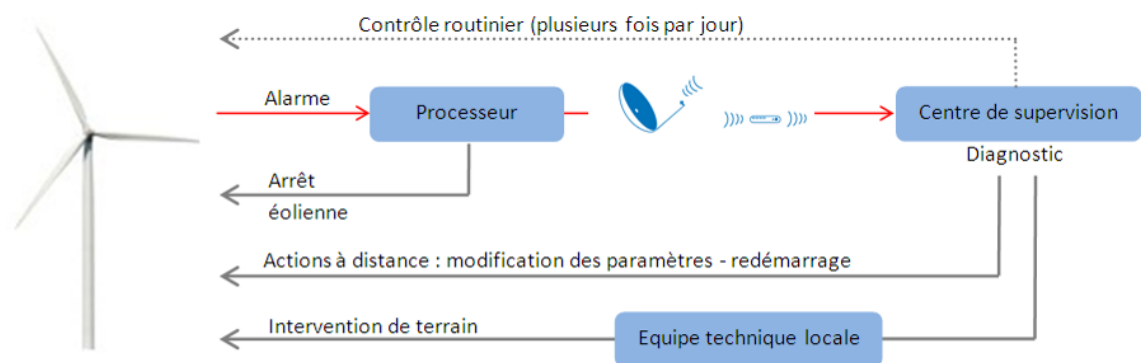 Contrôle routinier (plusieurs fois par jour)
Alarme
Processeur
Centre de supervision
Diagnostic
Arrêt
éolienne
Actions à distance : modification des paramètres - redémarrage
Intervention de terrain
Equipe technique locale